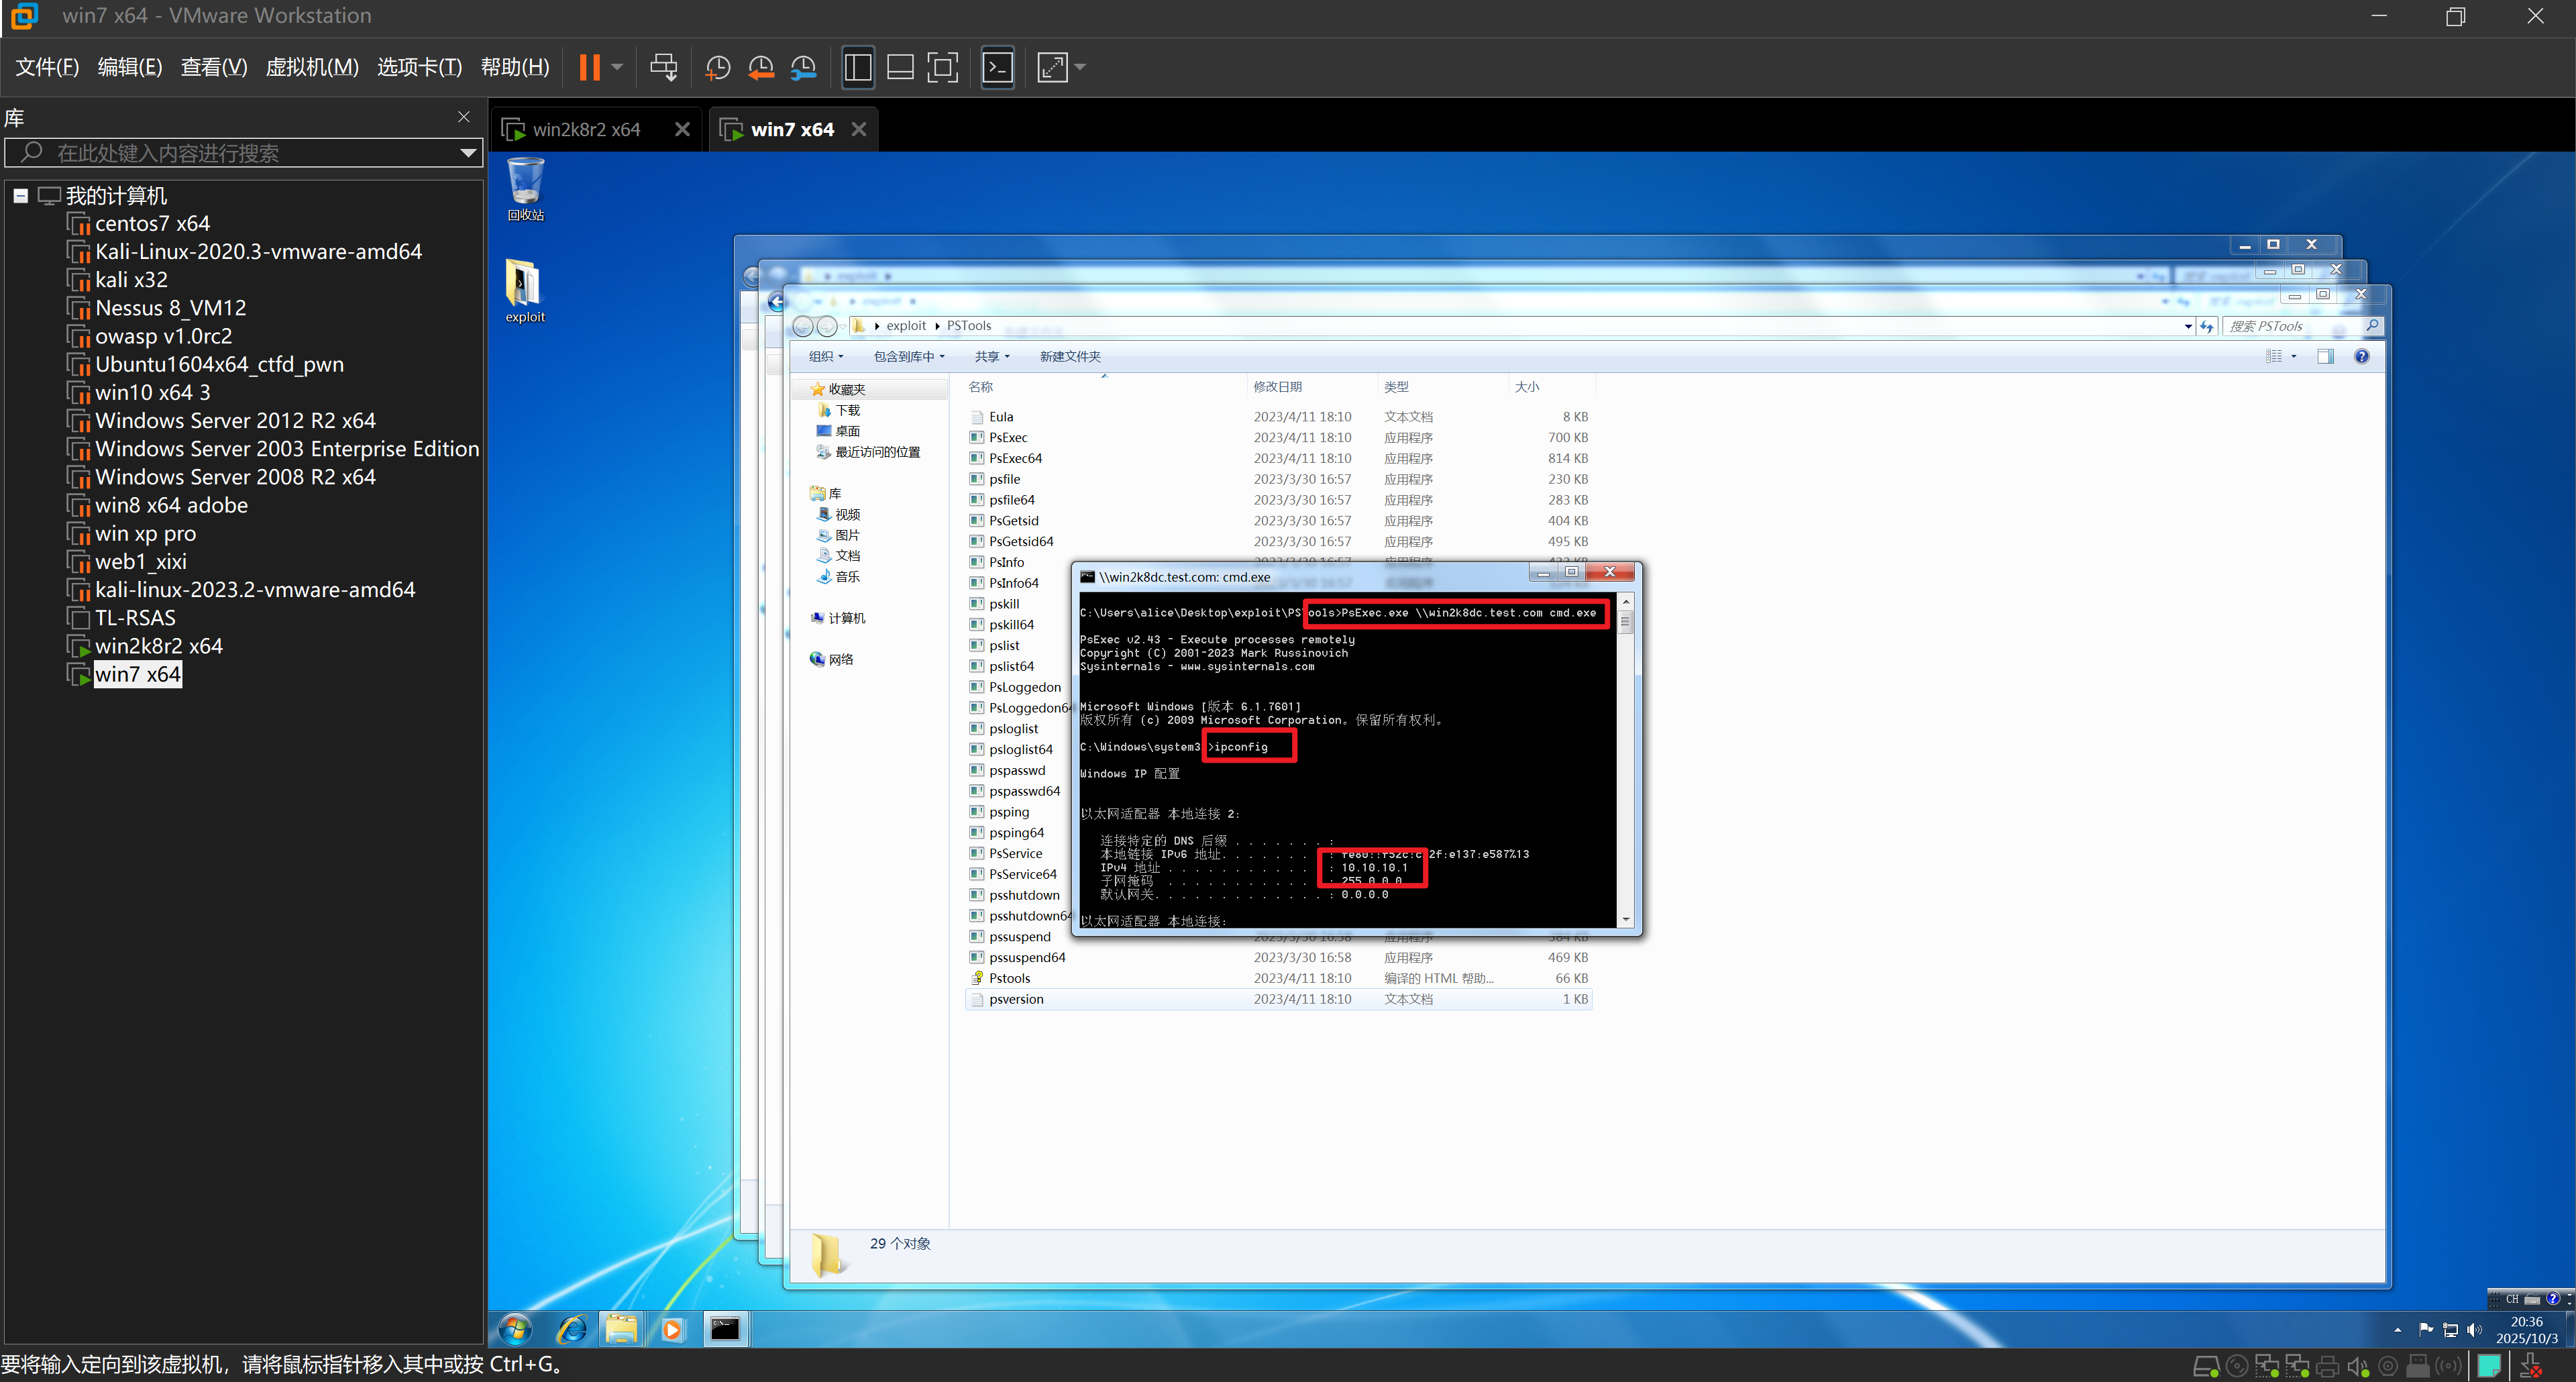 win7 x64 - VMware Workstation
文件(F) 编辑(E) 查看(V) 虚拟机(M) 选项卡(T) 帮助(H)
库
在此处键入内容进行搜索
我的计算机
centos7 x64
Kali-Linux-2020.3-vmware-amd64
kali x32
Nessus 8_VM12
owasp v1.0rc2
Ubuntu1604x64_ctfd_pwn
win10 x64 3
Windows Server 2012 R2 x64
Windows Server 2003 Enterprise Edition
Windows Server 2008 R2 x64
win8 x64 adobe
win xp pro
web1_xixi
kali-linux-2023.2-vmware-amd64
TL-RSAS
win2k8r2 x64
win7 x64
win2k8r2 x64
win7 x64
回收站
exploit
exploit
exploit
exploit PSTools
搜索 PSTools
组织 包含到库中 共享 新建文件夹
收藏夹
下载
桌面
最近访问的位置
库
视频
图片
文档
音乐
计算机
网络
名称 修改日期 类型 大小
Eula 2023/4/11 18:10 文本文档 8 KB
PsExec 2023/4/11 18:10 应用程序 700 KB
PsExec64 2023/4/11 18:10 应用程序 814 KB
psfile 2023/3/30 16:57 应用程序 230 KB
psfile64 2023/3/30 16:57 应用程序 283 KB
PsGetsid 2023/3/30 16:57 应用程序 404 KB
PsGetsid64 2023/3/30 16:57 应用程序 495 KB
PsInfo
PsInfo64
pskill
pskill64
pslist
pslist64
PsLoggedon
PsLoggedon64
psloglist
psloglist64
pspasswd
pspasswd64
psping
psping64
PsService
PsService64
psshutdown
psshutdown64
pssuspend
pssuspend64 2023/3/30 16:58 应用程序 469 KB
Pstools 2023/4/11 18:10 编译的 HTML 帮助... 66 KB
psversion 2023/4/11 18:10 文本文档 1 KB
\\win2k8dc.test.com: cmd.exe
C:\Users\alice\Desktop\exploit\PSTools>PsExec.exe \\win2k8dc.test.com cmd.exe
PsExec v2.43 - Execute processes remotely
Copyright (C) 2001-2023 Mark Russinovich
Sysinternals - www.sysinternals.com
Microsoft Windows [版本 6.1.7601]
版权所有 (c) 2009 Microsoft Corporation。保留所有权利。
C:\Windows\system3>ipconfig
Windows IP 配置
以太网适配器 本地连接 2:
连接特定的 DNS 后缀 . . . . . . . :
本地链接 IPv6 地址. . . . . . . . :
IPv4 地址 . . . . . . . . . . . . : 10.10.10.1
子网掩码 . . . . . . . . . . . . : 255.0.0.0
默认网关. . . . . . . . . . . . . : 0.0.0.0
以太网适配器 本地连接:
29 个对象
CH
20:36
2025/10/3
要将输入定向到该虚拟机，请将鼠标指针移入其中或按 Ctrl+G。